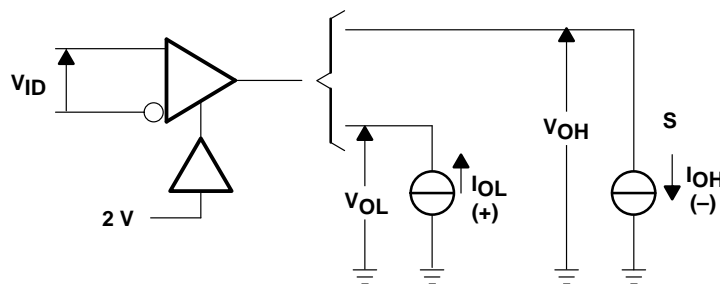 VID
2 V
VOL
IOL
(+)
VOH
S
IOH
(–)